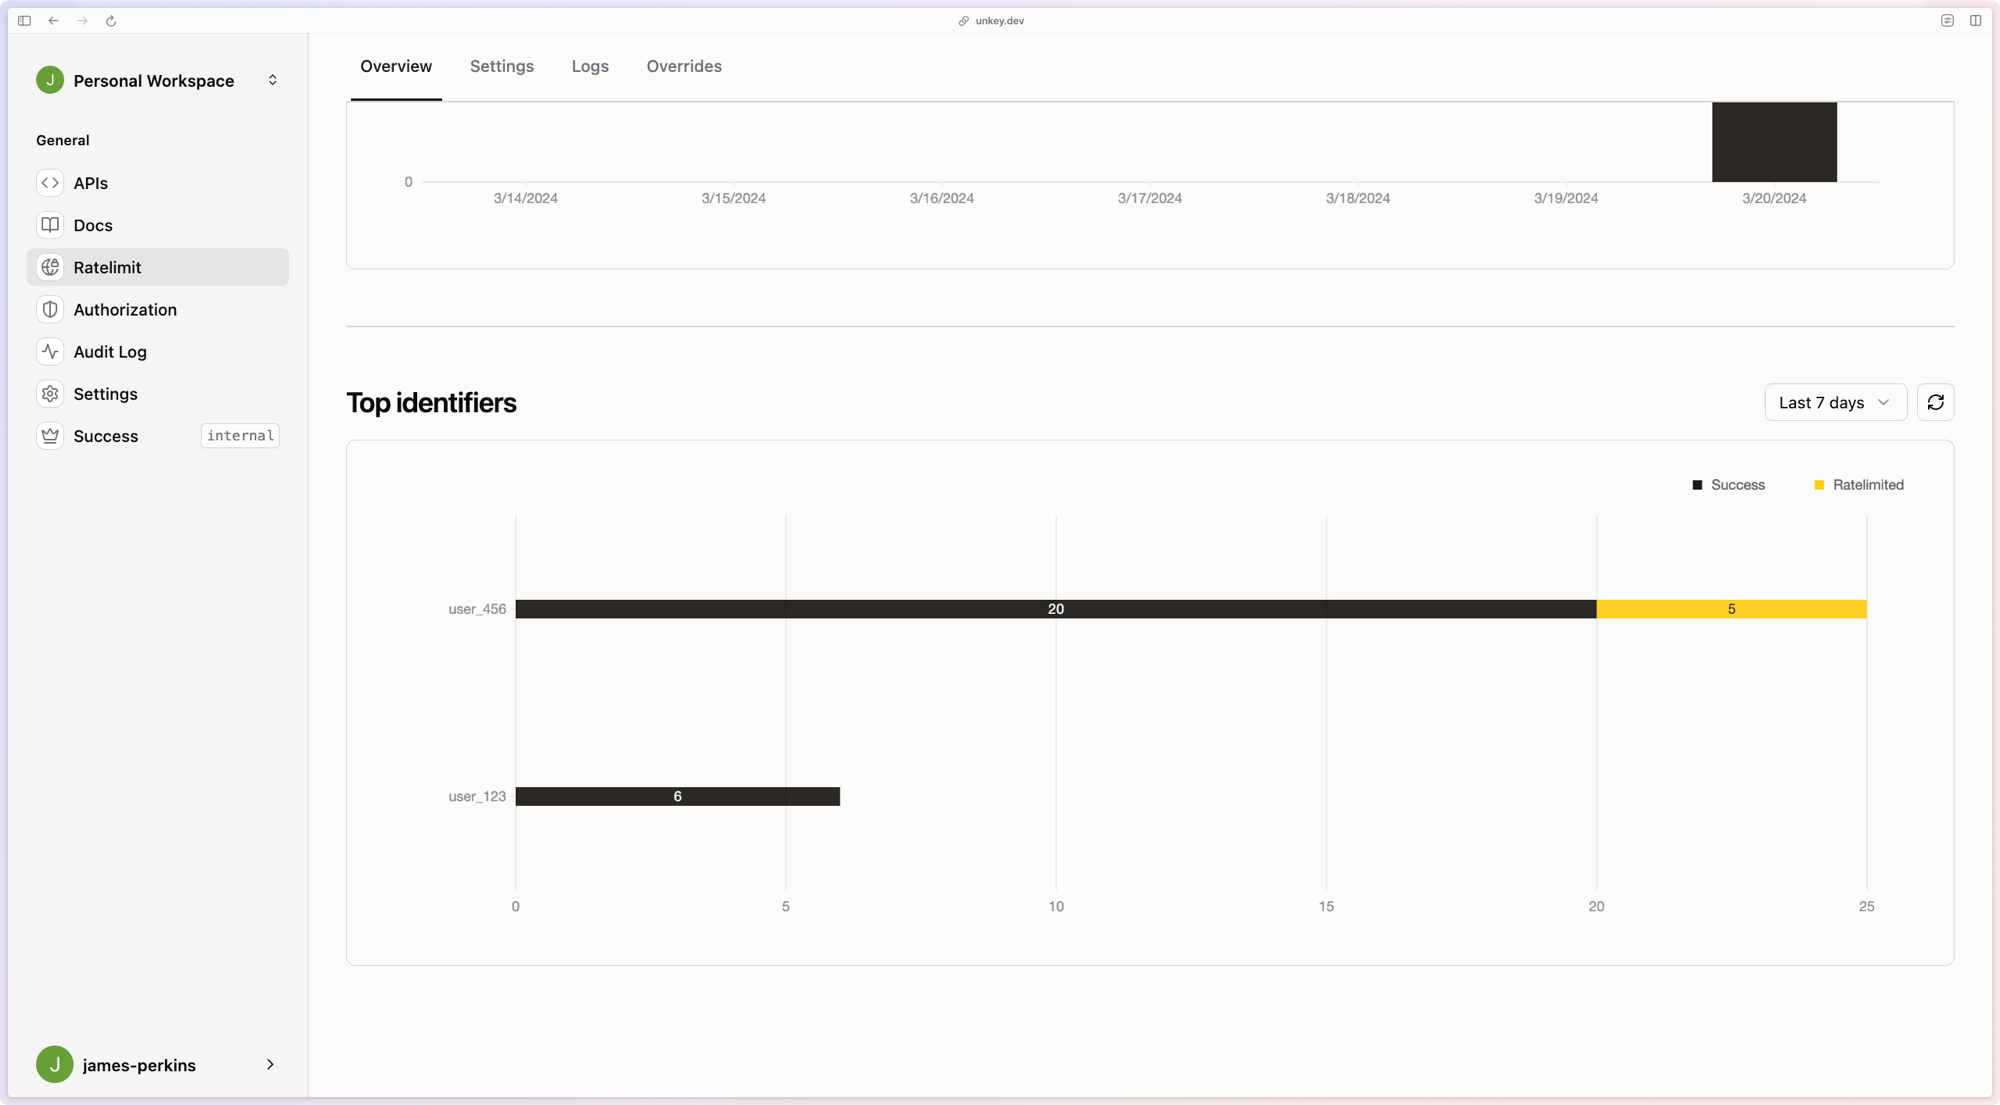 unkey.dev
J Personal Workspace
General
APIs
Docs
Ratelimit
Authorization
Audit Log
Settings
Success internal
J james-perkins
Overview Settings Logs Overrides
0
3/14/2024 3/15/2024 3/16/2024 3/17/2024 3/18/2024 3/19/2024 3/20/2024
Top identifiers
Last 7 days
Success Ratelimited
user_456 20 5
user_123 6
0 5 10 15 20 25